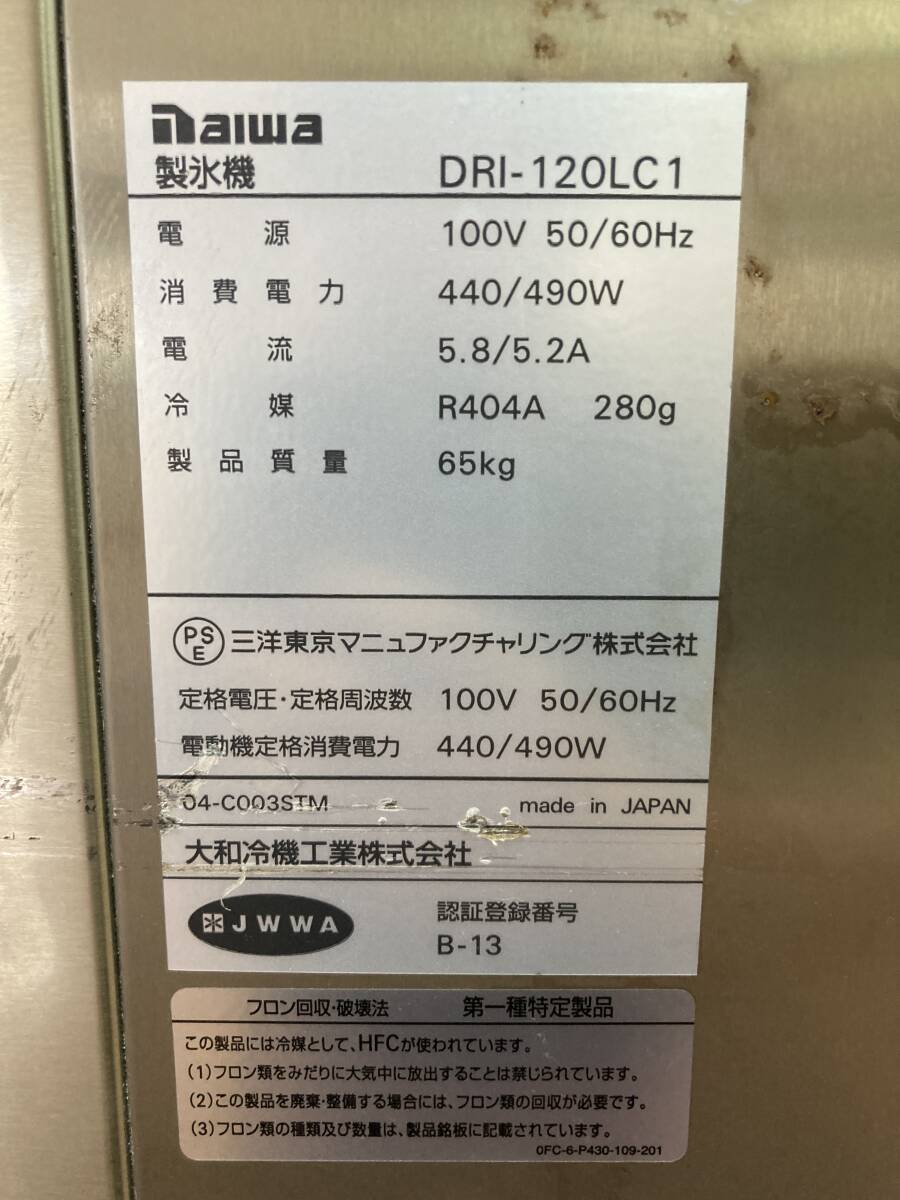 Daiwa
製氷機 DRI-120LC1
電源 100V 50/60Hz
消費電力 440/490W
電流 5.8/5.2A
冷媒 R404A 280g
製品質量 65kg
PSE 三洋東京マニュファクチャリング株式会社
定格電圧・定格周波数 100V 50/60Hz
電動機定格消費電力 440/490W
04-C003STM made in JAPAN
大和冷機工業株式会社
JWWA 認証登録番号
B-13
フロン回収・破壊法 第一種特定製品
この製品には冷媒として、HFCが使われています。
(1)フロン類をみだりに大気中に放出することは禁じられています。
(2)この製品を廃棄・整備する場合には、フロン類の回収が必要です。
(3)フロン類の種類及び数量は、製品銘板に記載されています。
0FC-6-P430-109-201